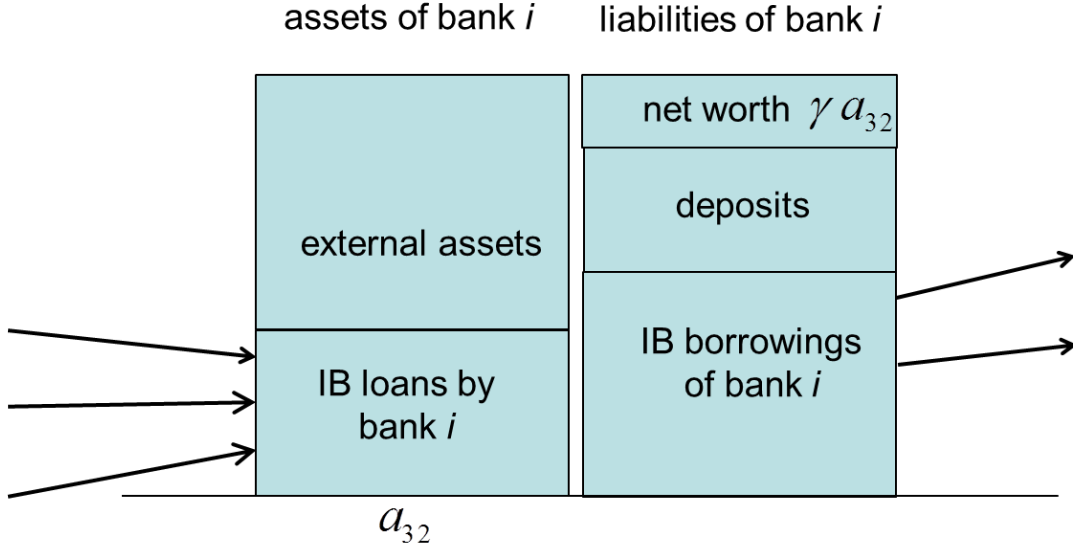 assets of bank i
liabilities of bank i
net worth γ a₃₂
deposits
external assets
IB loans by
bank i
IB borrowings
of bank i
a₃₂